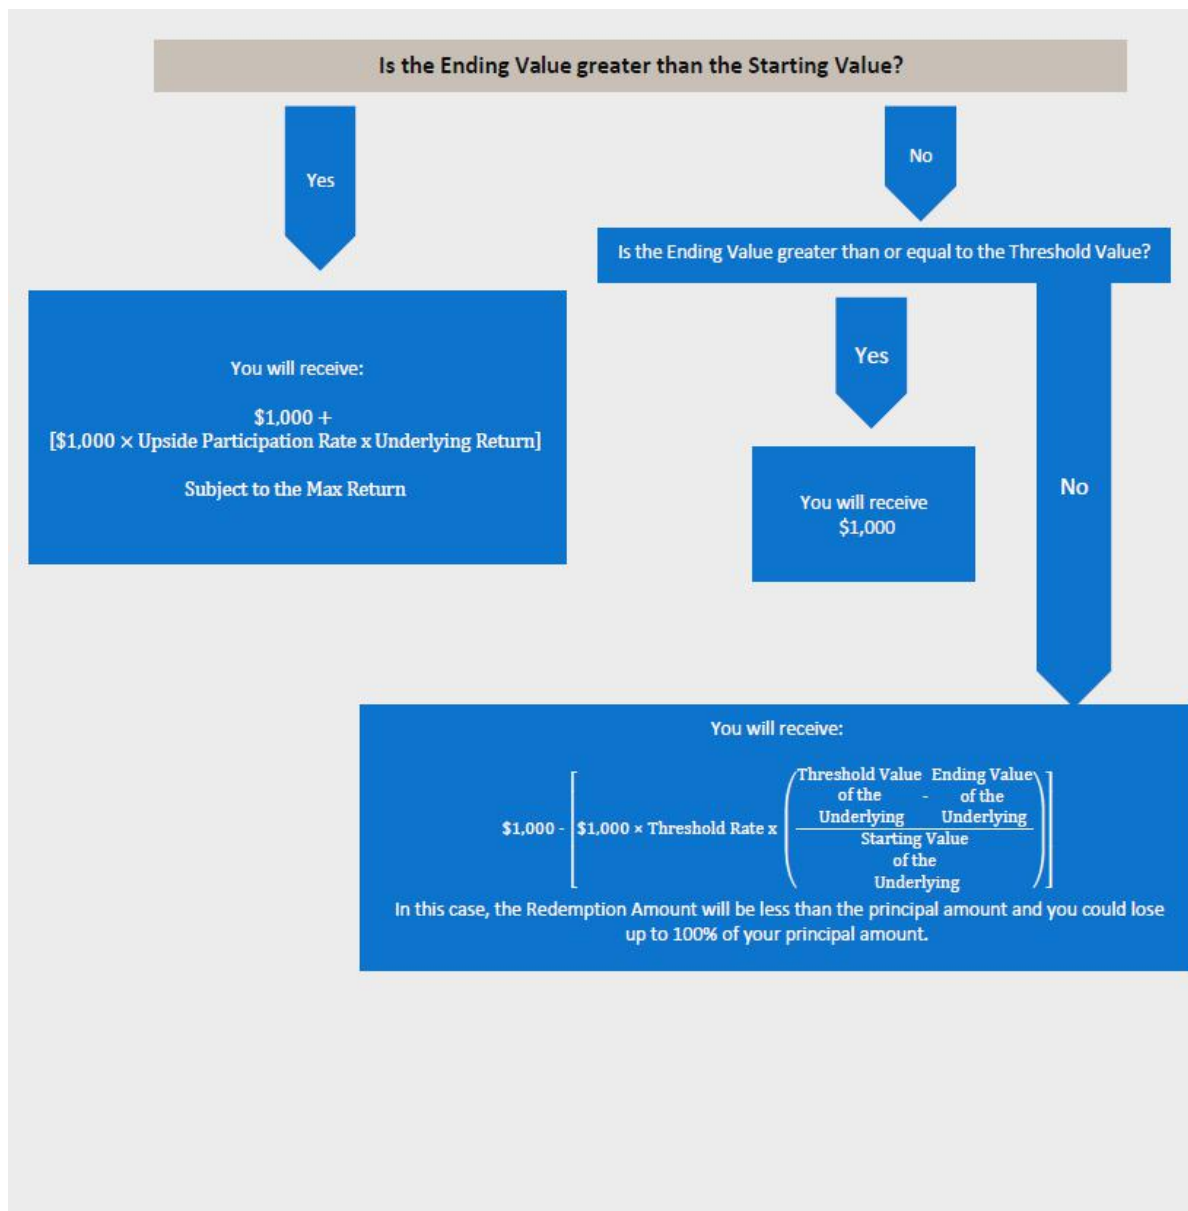 Is the Ending Value greater than the Starting Value?
Yes
No
Is the Ending Value greater than or equal to the Threshold Value?
You will receive:
$1,000 +
[$1,000 × Upside Participation Rate x Underlying Return]
Subject to the Max Return
Yes
You will receive
$1,000
No
You will receive:
Threshold Value Ending Value
of the - of the
Underlying Underlying
$1,000 - [$1,000 × Threshold Rate x
Starting Value
of the
Underlying
In this case, the Redemption Amount will be less than the principal amount and you could lose
up to 100% of your principal amount.